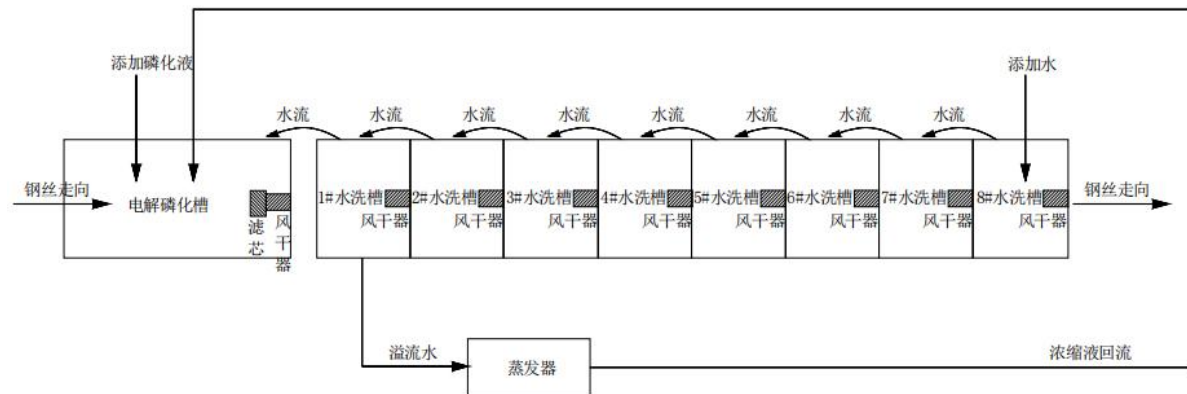 添加磷化液
添加水
水流
水流
水流
水流
水流
水流
水流
水流
钢丝走向
电解磷化槽
滤芯
风干器
1#水洗槽
风干器
2#水洗槽
风干器
3#水洗槽
风干器
4#水洗槽
风干器
5#水洗槽
风干器
6#水洗槽
风干器
7#水洗槽
风干器
8#水洗槽
风干器
钢丝走向
溢流水
蒸发器
浓缩液回流